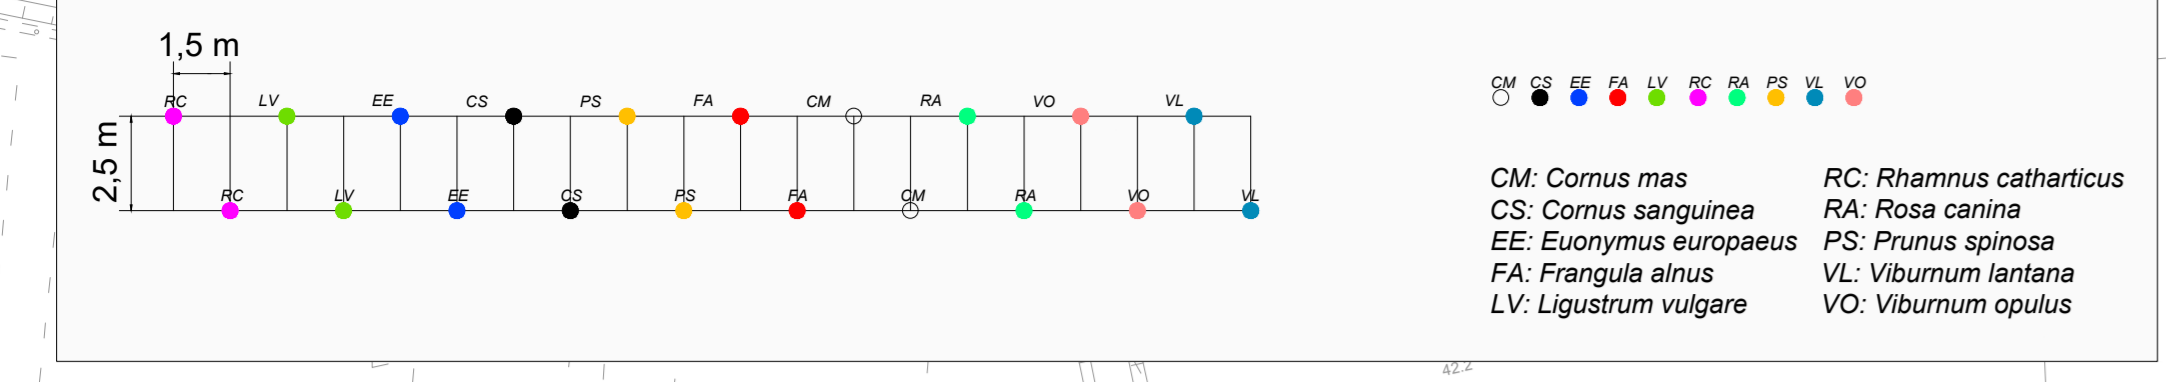 1,5 m
RC LV EE CS PS FA CM RA VO VL
2,5 m
RC LV EE CS PS FA CM RA VO VL
CM CS EE FA LV RC RA PS VL VO
CM: Cornus mas
CS: Cornus sanguinea
EE: Euonymus europaeus
FA: Frangula alnus
LV: Ligustrum vulgare
RC: Rhamnus catharticus
RA: Rosa canina
PS: Prunus spinosa
VL: Viburnum lantana
VO: Viburnum opulus
42.2